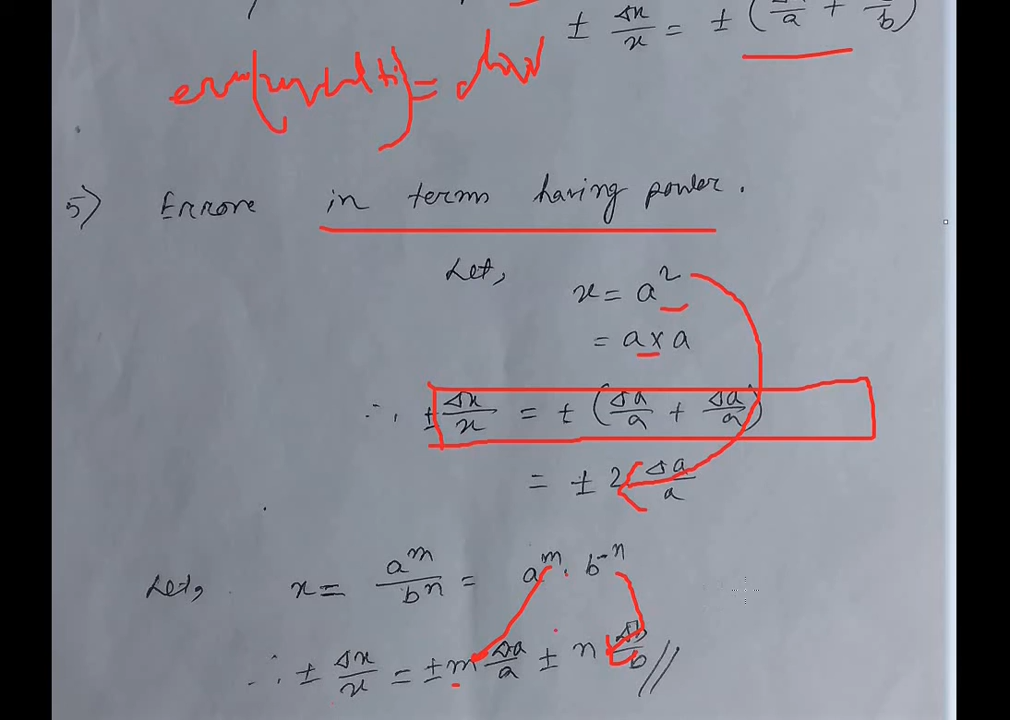 ± Δx/x = ± (Δa/a + Δb/b)
5) Errore in terms having power.
Let,
x = a²
= a x a
∴ ± Δx/x = ± (Δa/a + Δa/a)
= ± 2 Δa/a
Let, x = aᵐ/bⁿ = aᵐ . b⁻ⁿ
∴ ± Δx/x = ± m Δa/a ± n Δb/b //